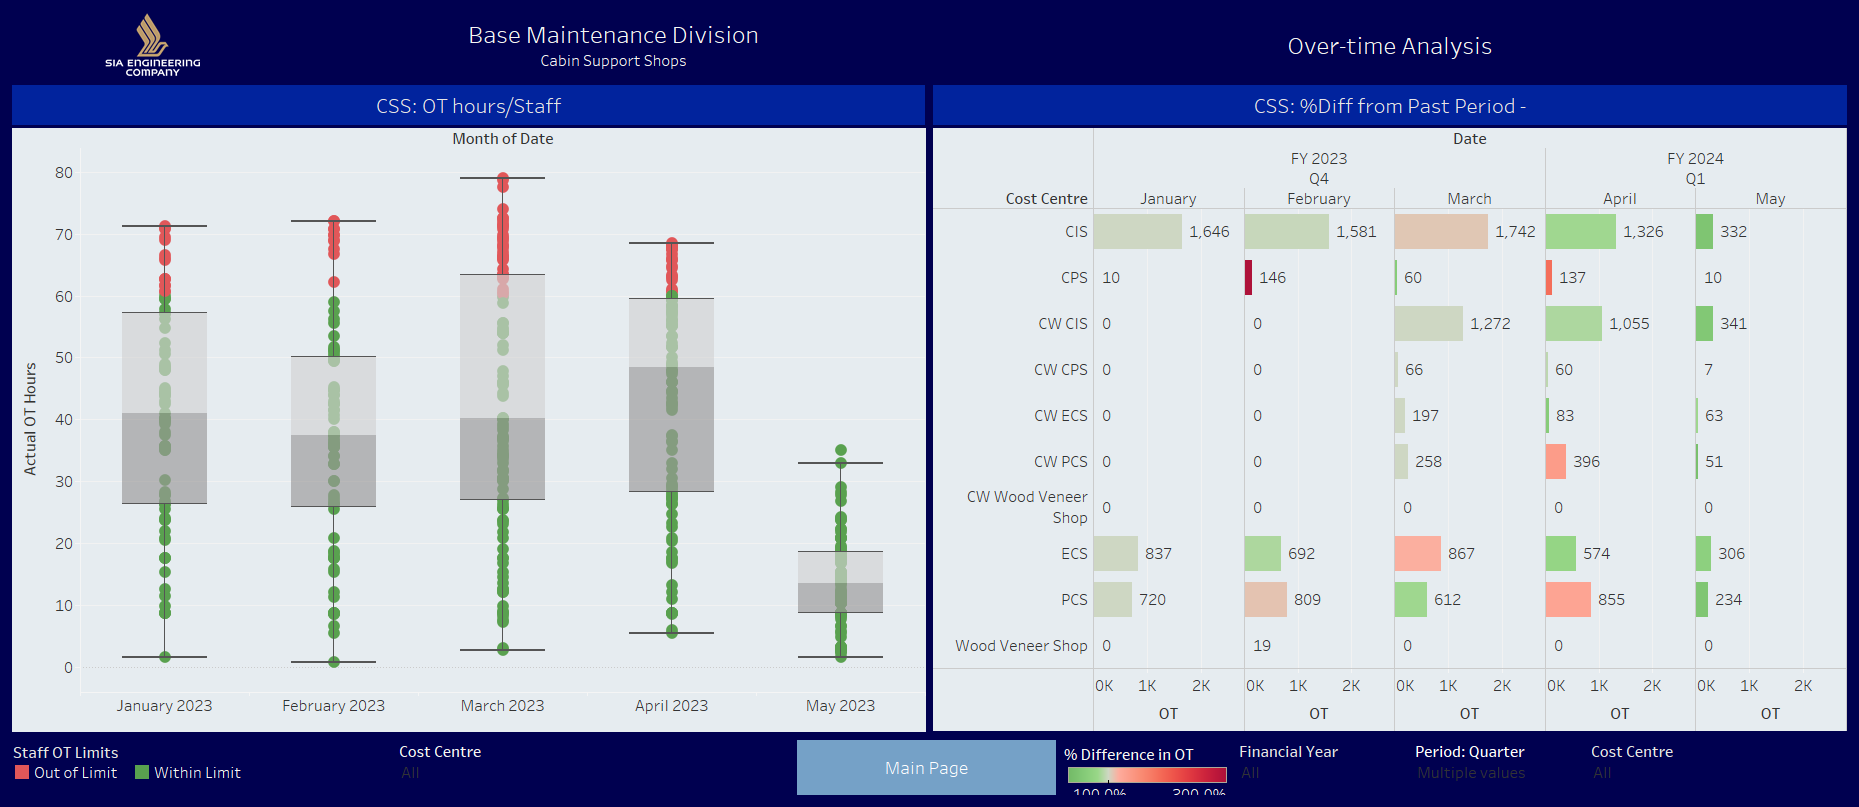 SIA ENGINEERING
COMPANY
Base Maintenance Division
Cabin Support Shops
Over-time Analysis
CSS: OT hours/Staff
Month of Date
Actual OT Hours
80
70
60
50
40
30
20
10
0
January 2023 February 2023 March 2023 April 2023 May 2023
CSS: %Diff from Past Period -
Date
FY 2023 FY 2024
Q4 Q1
Cost Centre January February March April May
CIS 1,646 1,581 1,742 1,326 332
CPS 10 146 60 137 10
CW CIS 0 0 1,272 1,055 341
CW CPS 0 0 66 60 7
CW ECS 0 0 197 83 63
CW PCS 0 0 258 396 51
CW Wood Veneer
Shop 0 0 0 0 0
ECS 837 692 867 574 306
PCS 720 809 612 855 234
Wood Veneer Shop 0 19 0 0 0
0K 1K 2K 0K 1K 2K 0K 1K 2K 0K 1K 2K 0K 1K 2K
OT OT OT OT OT
Staff OT Limits
Out of Limit Within Limit
Cost Centre
All
Main Page
% Difference in OT
100.0% 300.0%
Financial Year
All
Period: Quarter
Multiple values
Cost Centre
All